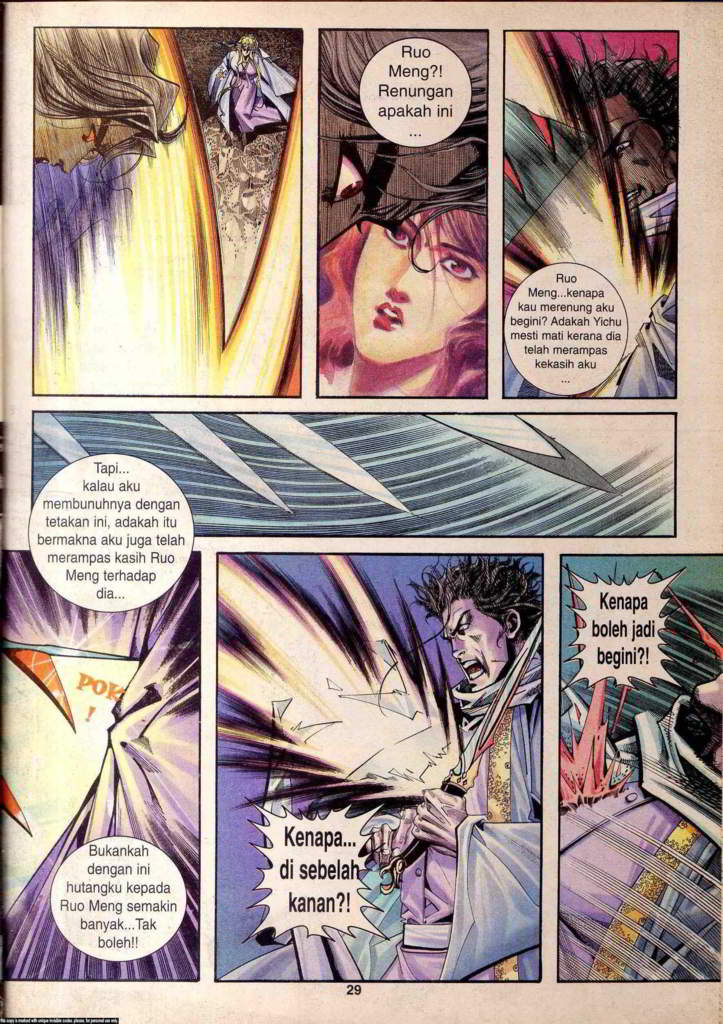 Ruo
Meng?!
Renungan
apakah ini
...
Ruo
Meng...kenapa
kau merenung aku
begini? Adakah Yichu
mesti mati kerana dia
telah merampas
kekasih aku
...
Tapi...
kalau aku
membunuhnya dengan
tetakan ini, adakah itu
bermakna aku juga telah
merampas kasih Ruo
Meng terhadap
dia...
POK
!
Bukankah
dengan ini
hutangku kepada
Ruo Meng semakin
banyak...Tak
boleh!!
Kenapa...
di sebelah
kanan?!
Kenapa
boleh jadi
begini?!
29